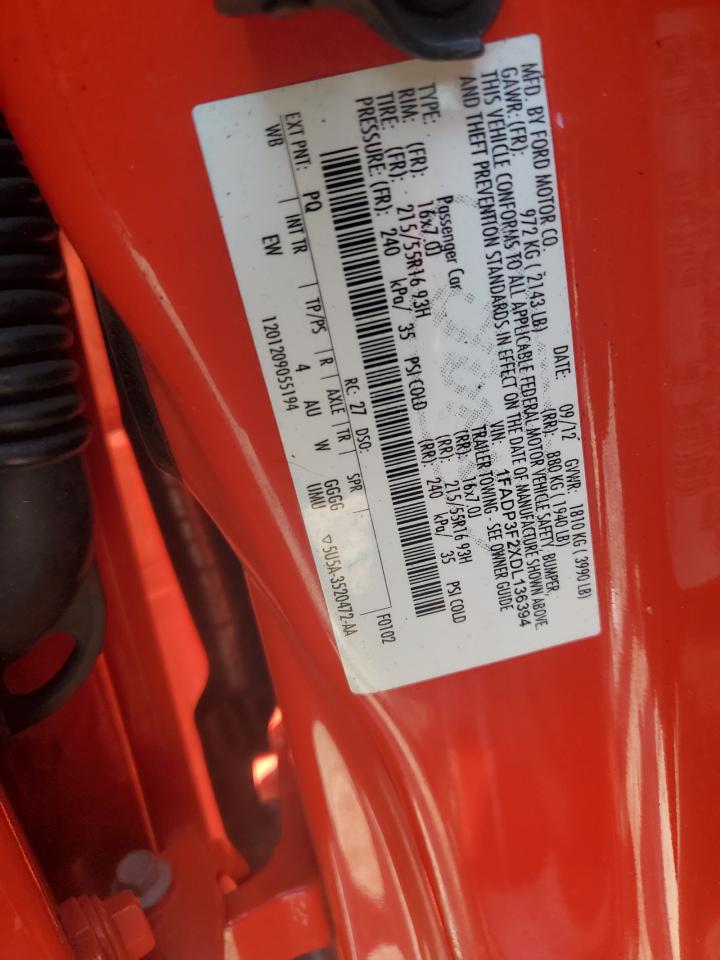 MFD. BY FORD MOTOR CO.
DATE: 09/12 GVWR: 1810 KG ( 3990 LB)
GAWR: (FR): 972 KG ( 2143 LB) (RR): 880 KG ( 1940 LB)
THIS VEHICLE CONFORMS TO ALL APPLICABLE FEDERAL MOTOR VEHICLE SAFETY, BUMPER,
AND THEFT PREVENTION STANDARDS IN EFFECT ON THE DATE OF MANUFACTURE SHOWN ABOVE.
VIN: 1FADP3F2XDL136394
TYPE: Passenger Car TRAILER TOWING - SEE OWNER GUIDE
RIM: (FR): 16x7.0J (RR): 16x7.0J
TIRE: (FR): 215/55R16 93H (RR): 215/55R16 93H
PRESSURE: (FR): 240 kPa/ 35 PSI COLD (RR): 240 kPa/ 35 PSI COLD
F0102
EXT PNT: PQ RC: 27 DSO:
WB INT TR TP/PS R AXLE TR SPR
EW 4 AU W GGGG
1201209055194 UIMU ▽5U5A-3520472-AA